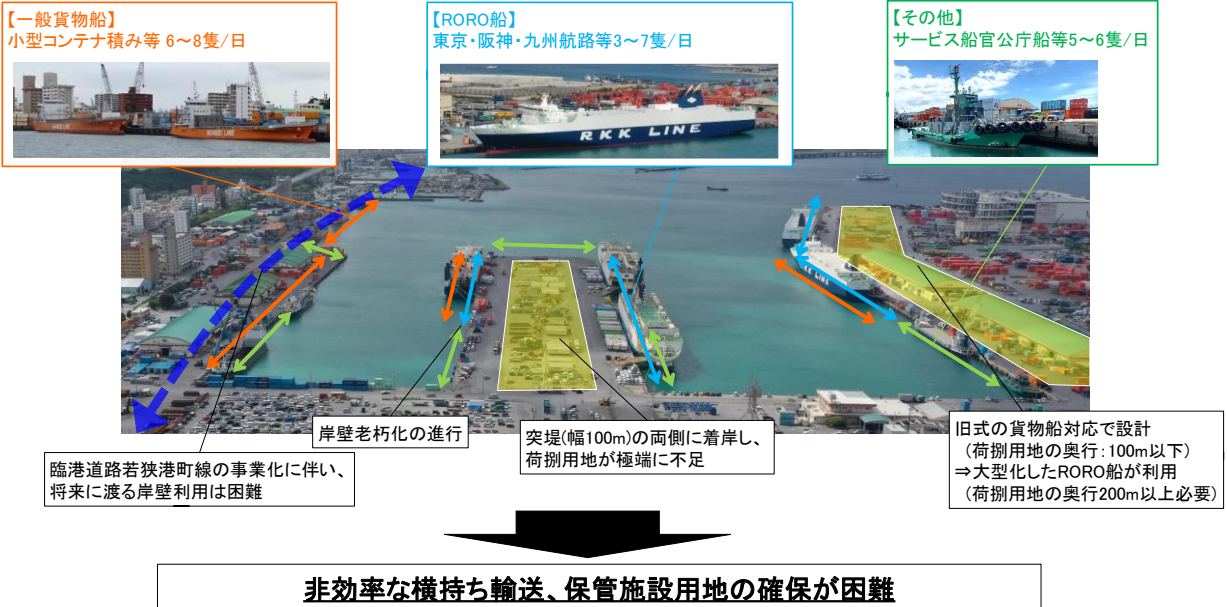 【一般貨物船】
小型コンテナ積み等 6～8隻/日
【RORO船】
東京・阪神・九州航路等3～7隻/日
RKK LINE
【その他】
サービス船官公庁船等5～6隻/日
岸壁老朽化の進行
突堤(幅100m)の両側に着岸し、
荷捌用地が極端に不足
旧式の貨物船対応で設計
(荷捌用地の奥行:100m以下)
⇒大型化したRORO船が利用
(荷捌用地の奥行200m以上必要)
臨港道路若狭港町線の事業化に伴い、
将来に渡る岸壁利用は困難
非効率な横持ち輸送、保管施設用地の確保が困難